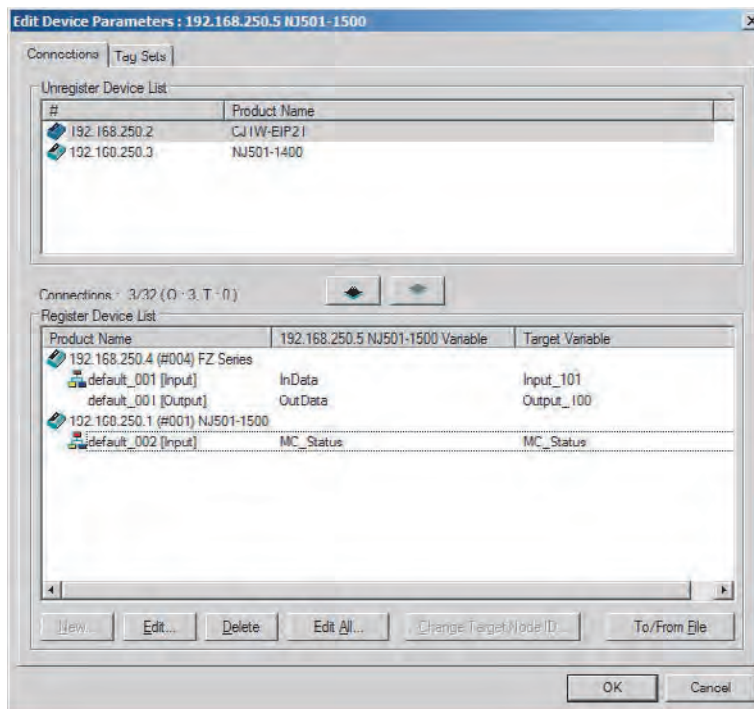 Edit Device Parameters : 192.168.250.5 NJ501-1500
Connections Tag Sets
Unregister Device List
# Product Name
192.168.250.2 CJ1W-EIP21
192.168.250.3 NJ501-1400
Connections : 3/32 ( O : 3, T : 0 )
Register Device List
Product Name 192.168.250.5 NJ501-1500 Variable Target Variable
192.168.250.4 (#004) FZ Series
default_001 [Input] InData Input_101
default_001 [Output] OutData Output_100
192.168.250.1 (#001) NJ501-1500
default_002 [Input] MC_Status MC_Status
New... Edit... Delete Edit All... Change Target Node ID... To/From File
OK Cancel